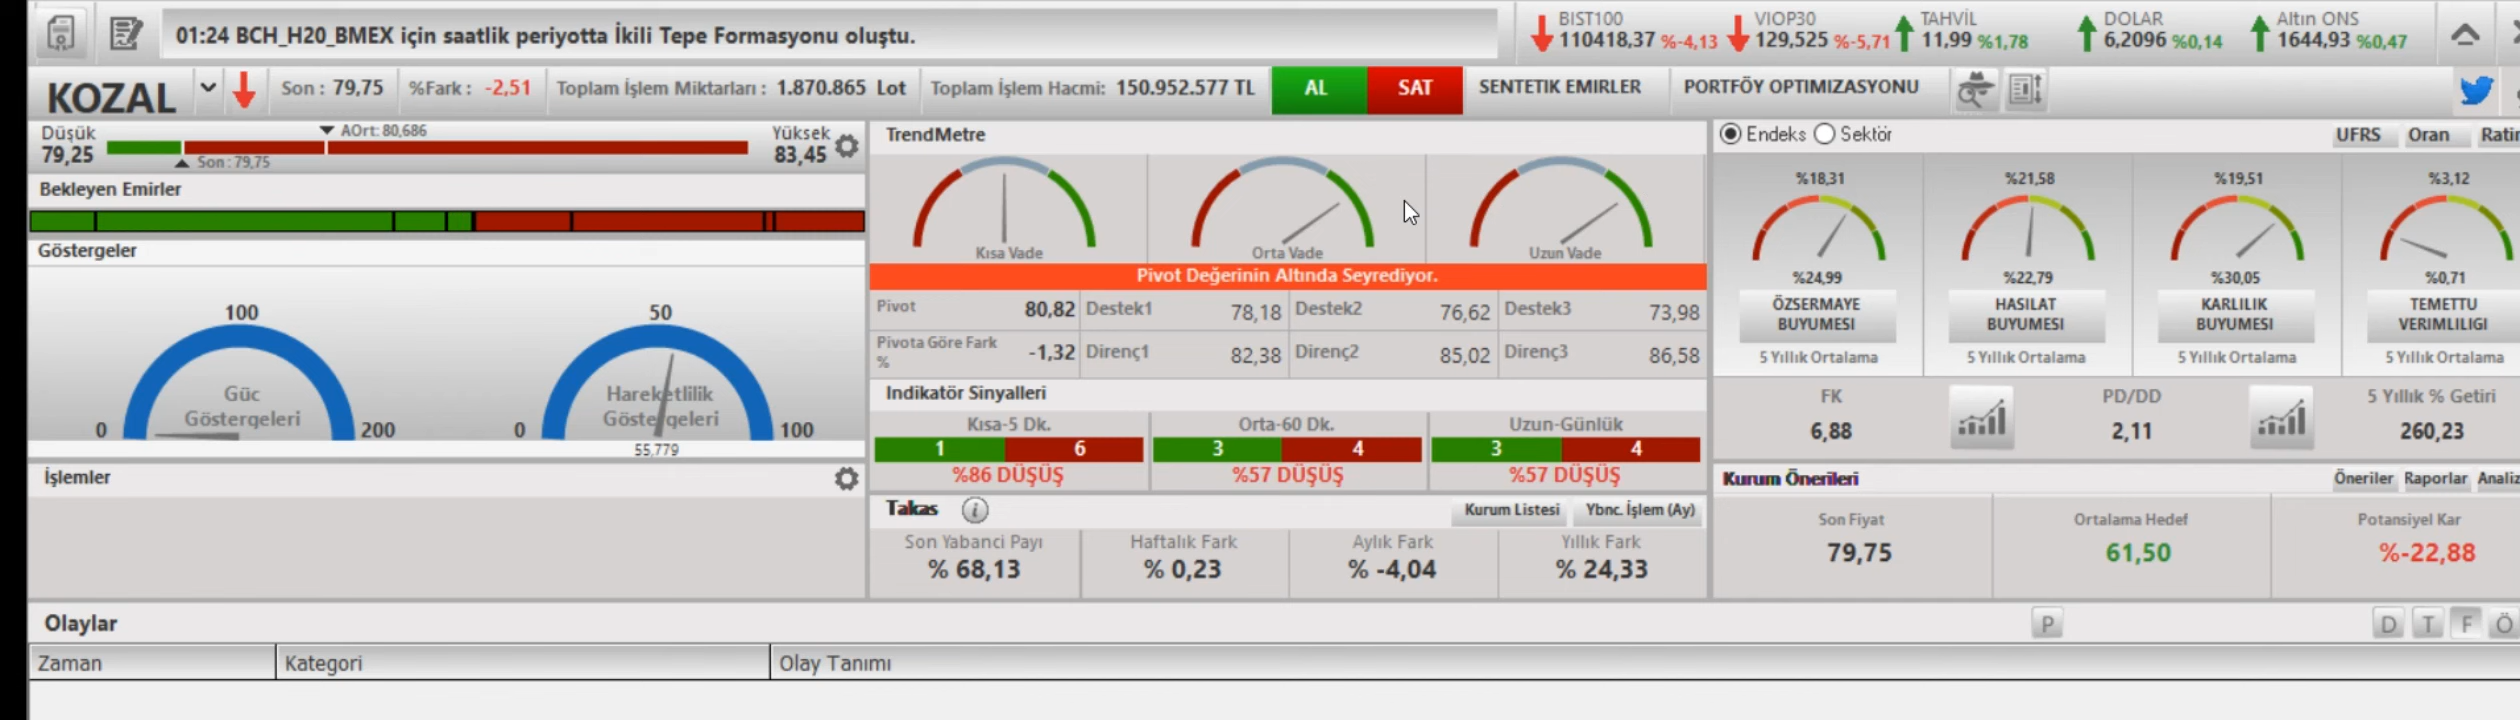 01:24 BCH_H20_BMEX için saatlik periyotta İkili Tepe Formasyonu oluştu.
BIST100 110418,37 %-4,13
VIOP30 129,525 %-5,71
TAHVİL 11,99 %1,78
DOLAR 6,2096 %0,14
Altın ONS 1644,93 %0,47
KOZAL Son : 79,75 %Fark : -2,51 Toplam İşlem Miktarları : 1.870.865 Lot Toplam İşlem Hacmi: 150.952.577 TL AL SAT SENTETIK EMIRLER PORTFÖY OPTIMIZASYONU
Düşük 79,25
AOrt: 80,686
Son : 79,75
Yüksek 83,45
Bekleyen Emirler
Göstergeler
100
0 200
Güc
Göstergeleri
50
0 100
Hareketlilik
Göstergeleri
55,779
İşlemler
TrendMetre
Kısa Vade Orta Vade Uzun Vade
Pivot Değerinin Altında Seyrediyor.
Pivot 80,82 Destek1 78,18 Destek2 76,62 Destek3 73,98
Pivota Göre Fark % -1,32 Direnç1 82,38 Direnç2 85,02 Direnç3 86,58
Indikatör Sinyalleri
Kısa-5 Dk. Orta-60 Dk. Uzun-Günlük
1 6 3 4 3 4
%86 DÜŞÜŞ %57 DÜŞÜŞ %57 DÜŞÜŞ
Takas i Kurum Listesi Ybnc. İşlem (Ay)
Son Yabanci Payı Haftalık Fark Aylık Fark Yıllık Fark
% 68,13 % 0,23 % -4,04 % 24,33
Endeks Sektör UFRS Oran
%18,31 %21,58 %19,51 %3,12
%24,99 %22,79 %30,05 %0,71
ÖZSERMAYE HASILAT KARLILIK TEMETTU
BUYUMESI BUYUMESI BUYUMESI VERIMLILIGI
5 Yıllık Ortalama 5 Yıllık Ortalama 5 Yıllık Ortalama 5 Yıllık Ortalama
FK PD/DD 5 Yıllık % Getiri
6,88 2,11 260,23
Kurum Önerileri Öneriler Raporlar
Son Fiyat Ortalama Hedef Potansiyel Kar
79,75 61,50 %-22,88
Olaylar P D T F Ö
Zaman Kategori Olay Tanımı